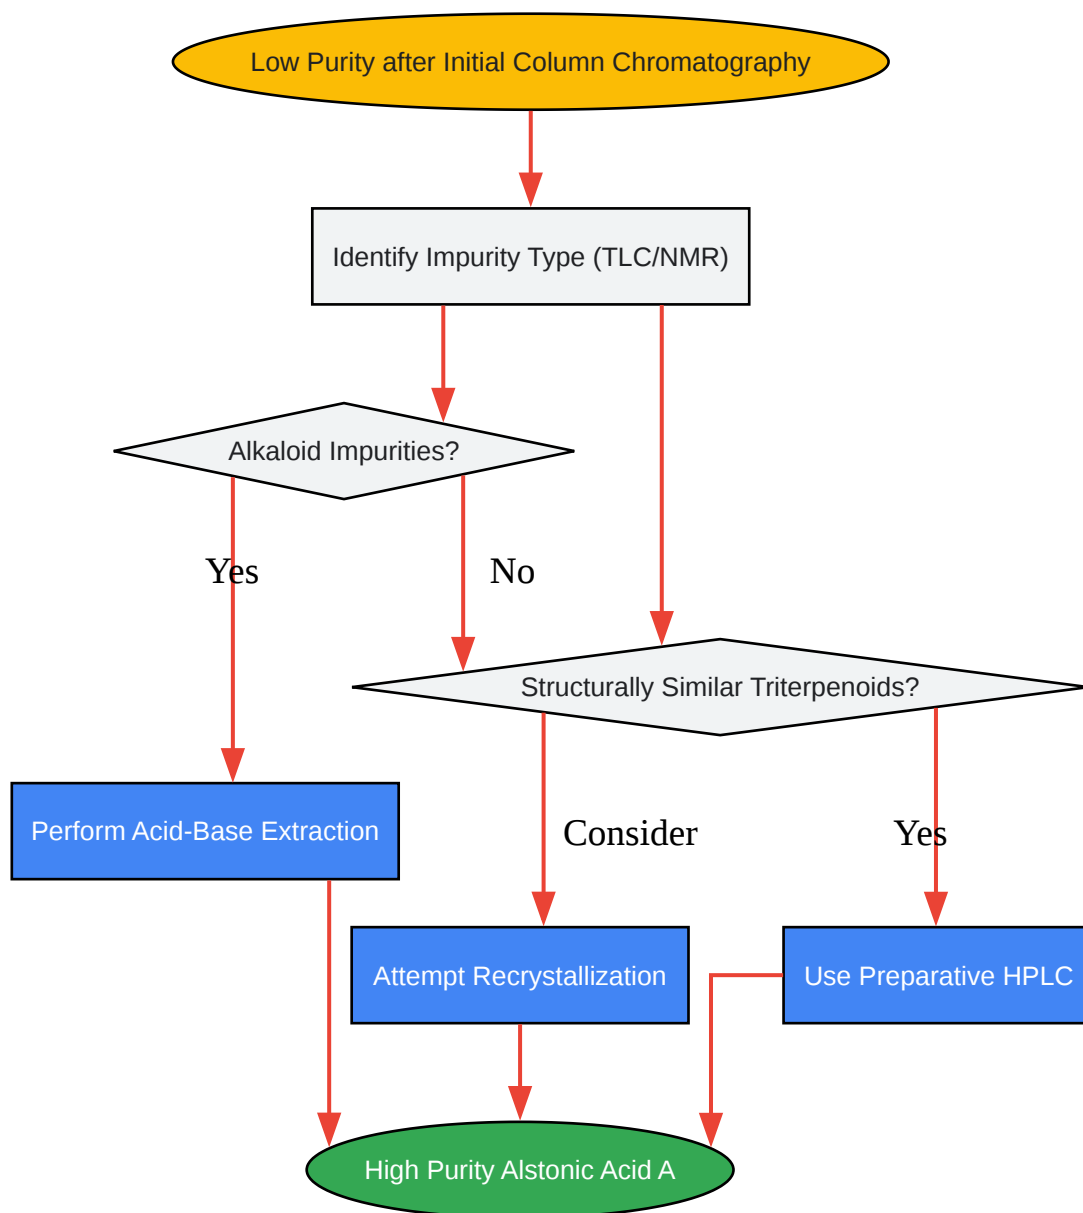 Low Purity after Initial Column Chromatography
Identify Impurity Type (TLC/NMR)
Alkaloid Impurities?
Yes
No
Structurally Similar Triterpenoids?
Perform Acid-Base Extraction
Consider
Yes
Attempt Recrystallization
Use Preparative HPLC
High Purity Alstonic Acid A